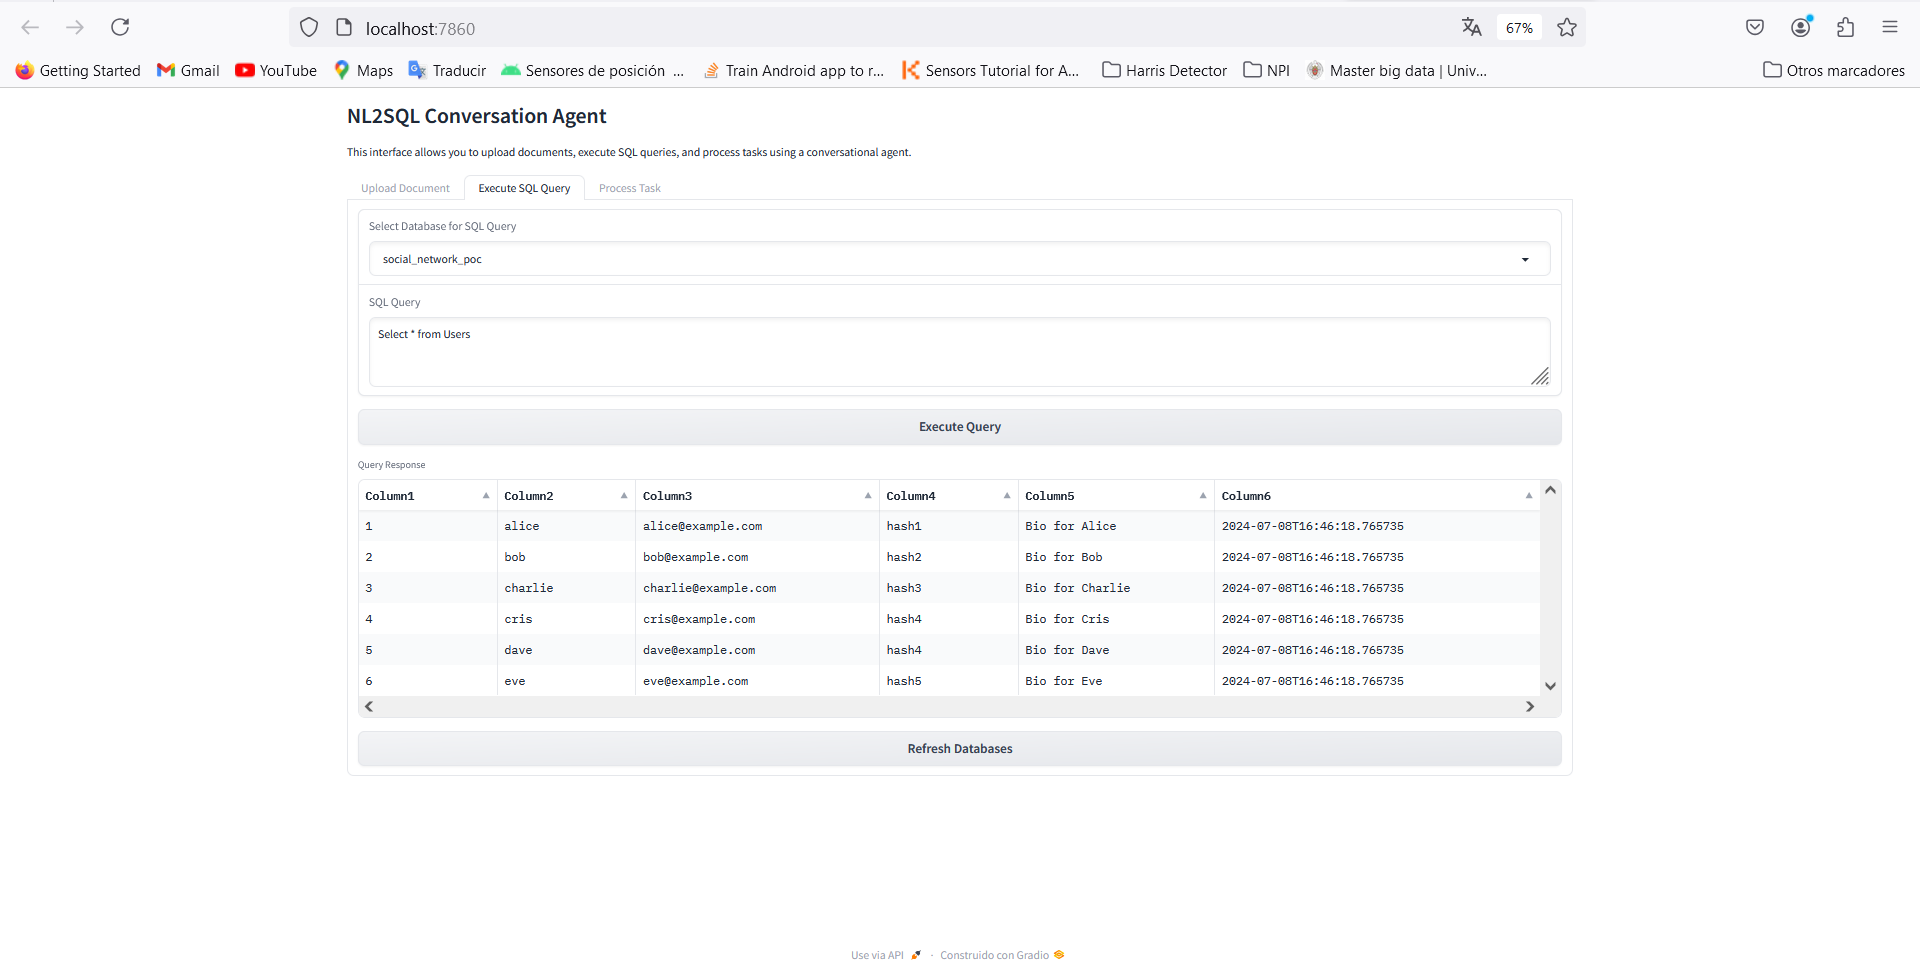 localhost:7860
67%
Getting Started Gmail YouTube Maps Traducir Sensores de posición ... Train Android app to r... Sensors Tutorial for A... Harris Detector NPI Master big data | Univ... Otros marcadores
NL2SQL Conversation Agent
This interface allows you to upload documents, execute SQL queries, and process tasks using a conversational agent.
Upload Document Execute SQL Query Process Task
Select Database for SQL Query
social_network_poc
SQL Query
Select * from Users
Execute Query
Query Response
Column1 Column2 Column3 Column4 Column5 Column6
1 alice alice@example.com hash1 Bio for Alice 2024-07-08T16:46:18.765735
2 bob bob@example.com hash2 Bio for Bob 2024-07-08T16:46:18.765735
3 charlie charlie@example.com hash3 Bio for Charlie 2024-07-08T16:46:18.765735
4 cris cris@example.com hash4 Bio for Cris 2024-07-08T16:46:18.765735
5 dave dave@example.com hash4 Bio for Dave 2024-07-08T16:46:18.765735
6 eve eve@example.com hash5 Bio for Eve 2024-07-08T16:46:18.765735
Refresh Databases
Use via API · Construido con Gradio